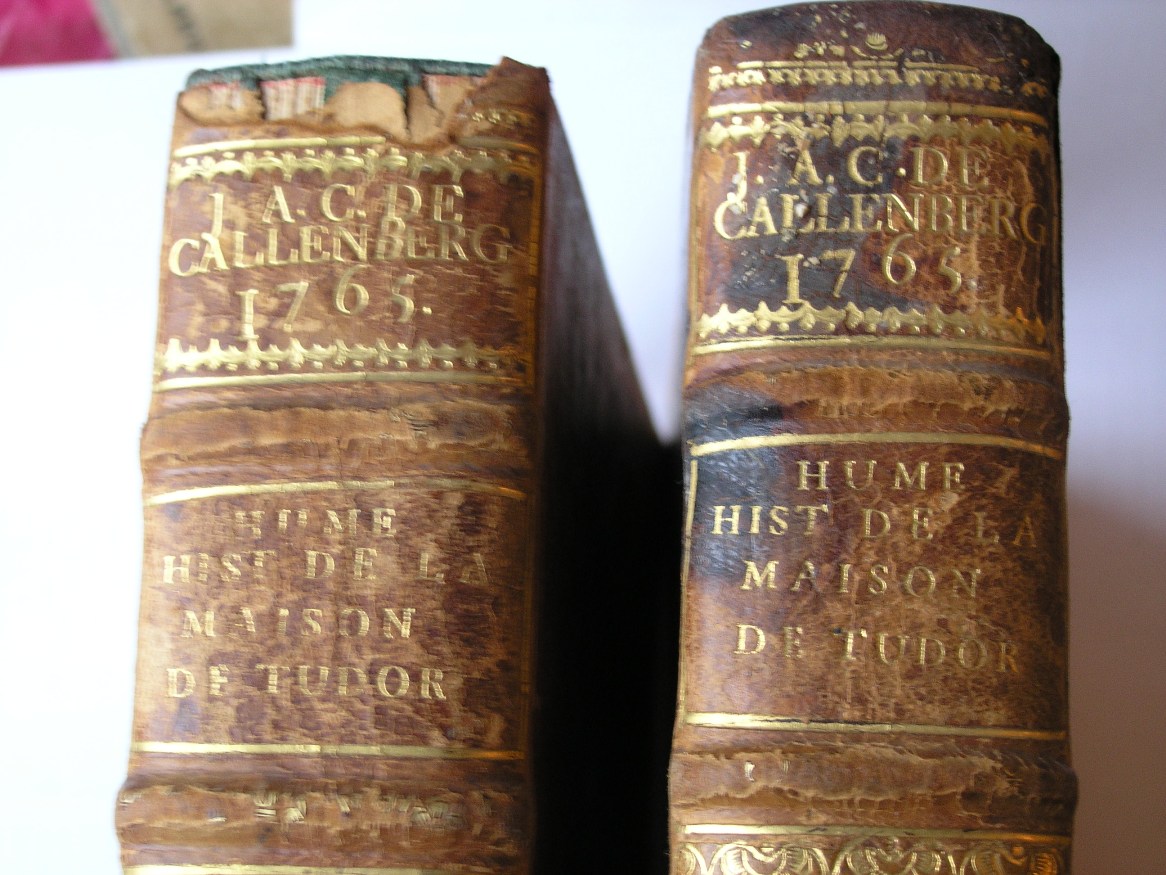 J. A. C. DE
CALLENBERG
1765.
HUME
HIST DE LA
MAISON
DE TUDOR
J. A. C. DE
CALLENBERG
1765.
HUME
HIST DE LA
MAISON
DE TUDOR